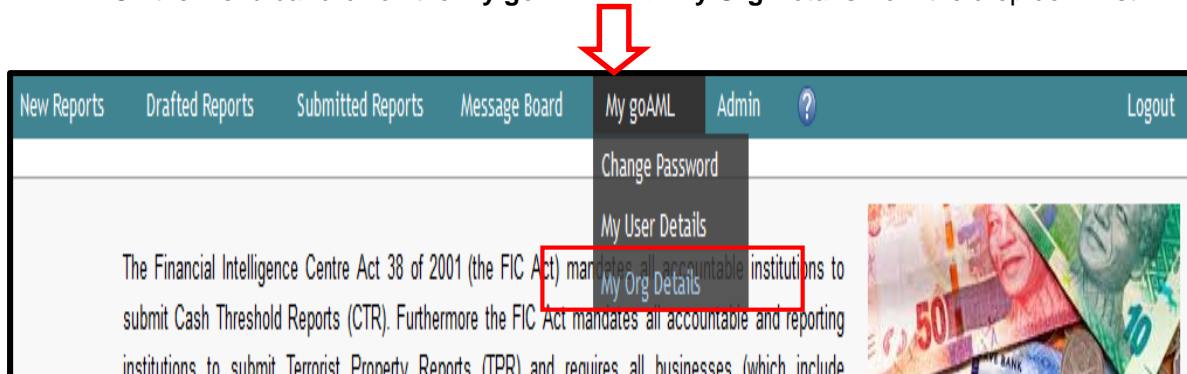 New Reports Drafted Reports Submitted Reports Message Board My goAML Admin ? Logout
Change Password
My User Details
My Org Details
The Financial Intelligence Centre Act 38 of 2001 (the FIC Act) mandates all accountable institutions to
submit Cash Threshold Reports (CTR). Furthermore the FIC Act mandates all accountable and reporting
institutions to submit Terrorist Property Reports (TPR) and requires all businesses (which include
50
10